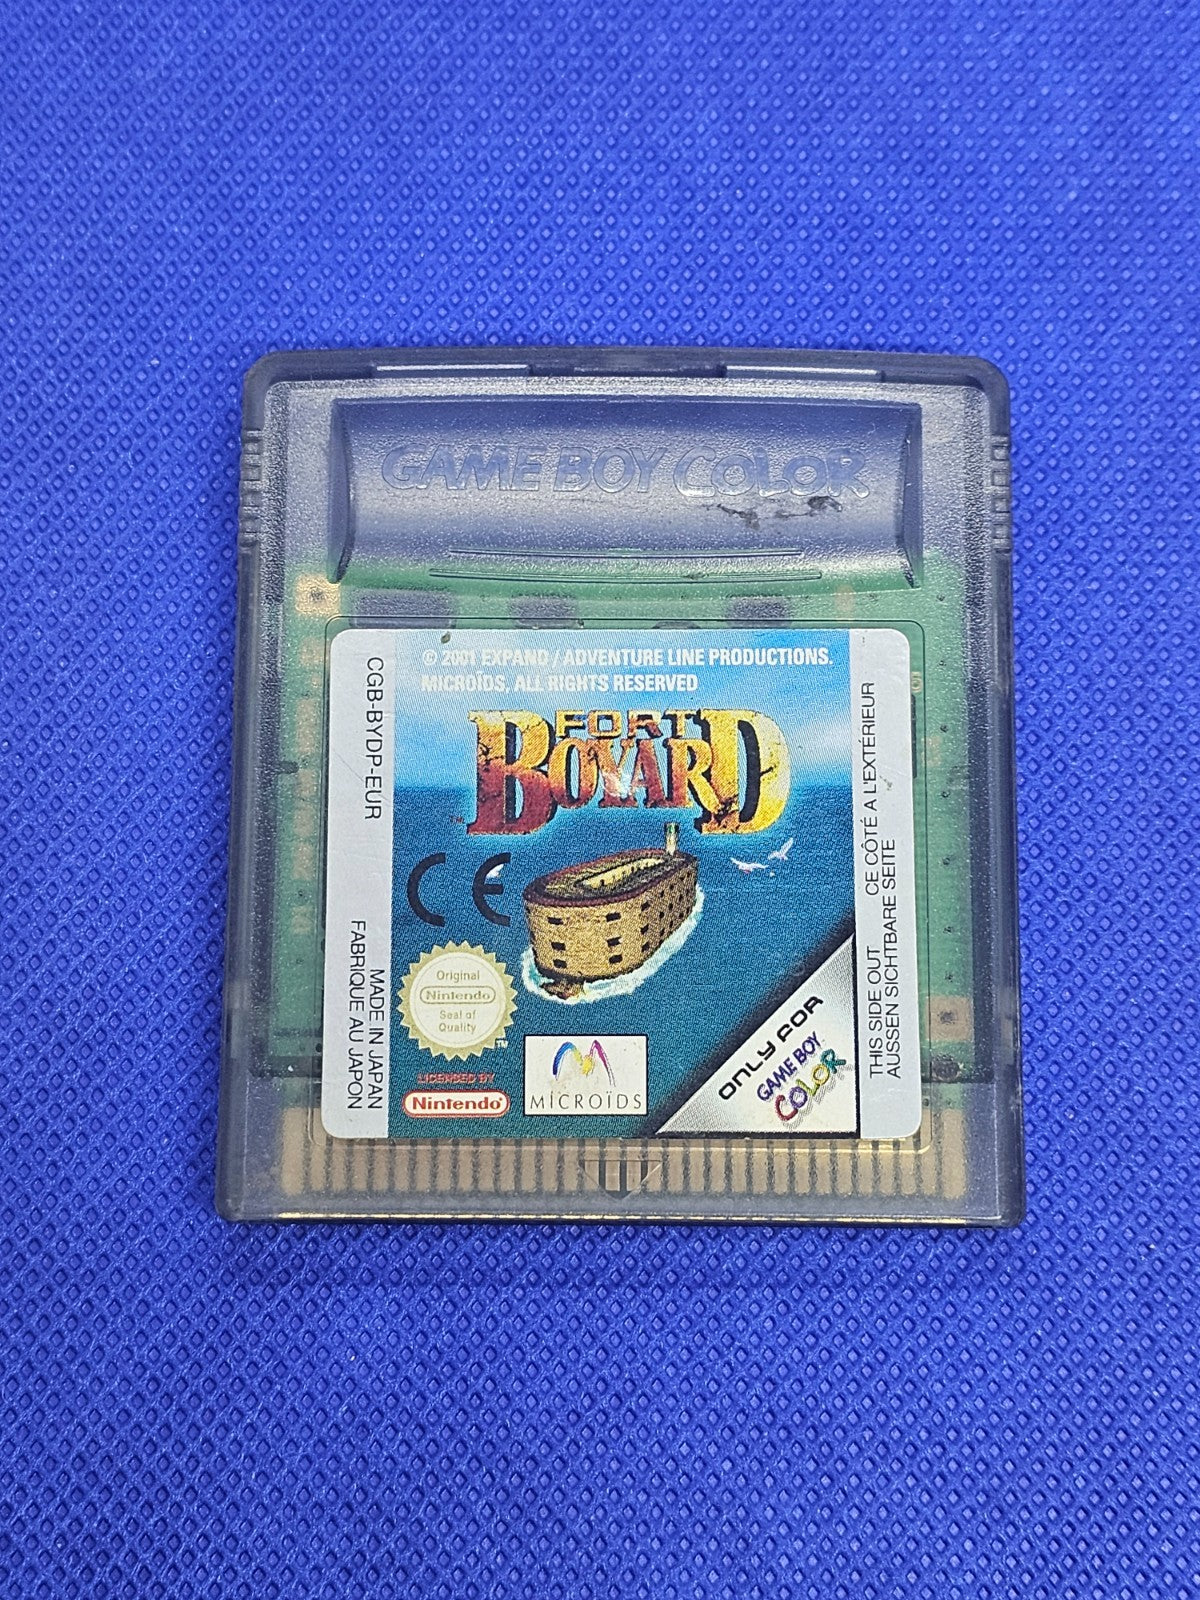 GAME BOY COLOR
© 2001 EXPAND / ADVENTURE LINE PRODUCTIONS.
MICROÏDS, ALL RIGHTS RESERVED
FORT
BOYARD
TM
CE
Original
Nintendo
Seal of
Quality
TM
LICENSED BY
Nintendo
MICROÏDS
ONLY FOR
GAME BOY
COLOR
CGB-BYDP-EUR
MADE IN JAPAN
FABRIQUE AU JAPON
THIS SIDE OUT CE CÔTÉ A L'EXTÉRIEUR
AUSSEN SICHTBARE SEITE